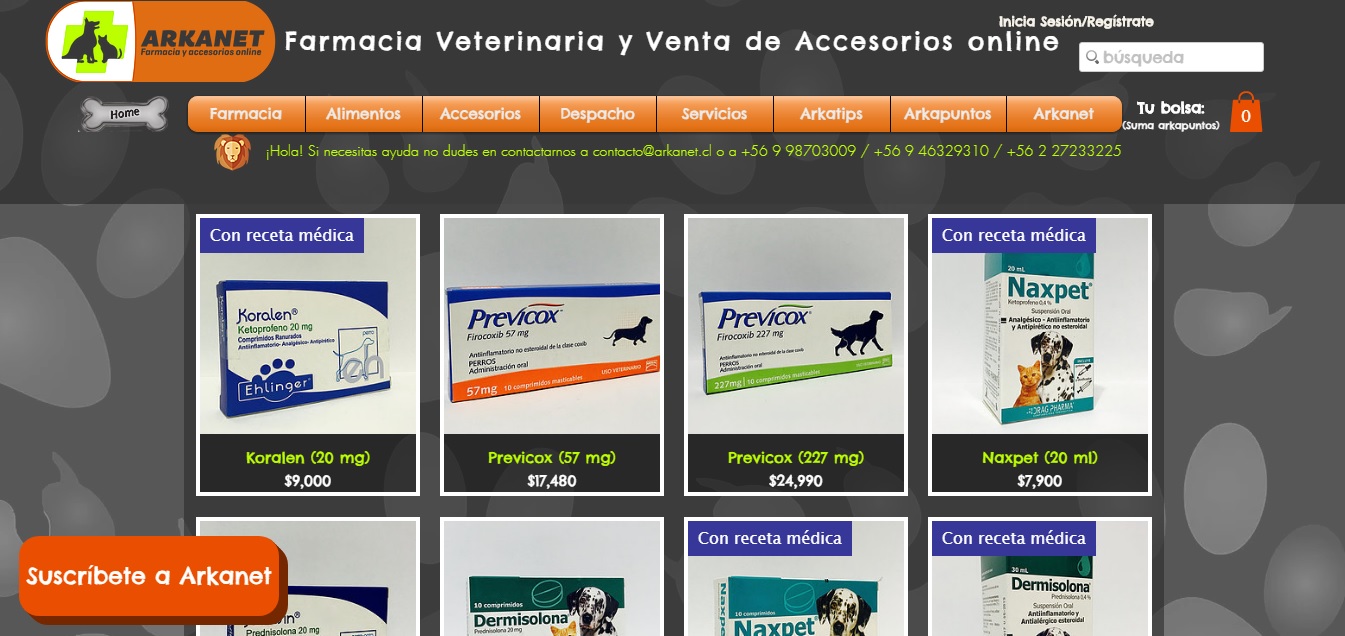 ARKANET
Farmacia y accesorios online
Farmacia Veterinaria y Venta de Accesorios online
Inicia Sesión/Regístrate
búsqueda
Home
Farmacia
Alimentos
Accesorios
Despacho
Servicios
Arkatips
Arkapuntos
Arkanet
Tu bolsa:
(Suma arkapuntos)
0
¡Hola! Si necesitas ayuda no dudes en contactarnos a contacto@arkanet.cl o a +56 9 98703009 / +56 9 46329310 / +56 2 27233225
Con receta médica
Koralen®
Ketoprofeno 20 mg
Comprimidos Ranurados
Antiinflamatorio- Analgésico- Antipirético
perro
Ehlinger
Koralen (20 mg)
$9,000
Previcox
Firocoxib 57 mg
Antiinflamatorio no esteroidal de la clase coxib
PERROS
Administración oral
57mg 10 comprimidos masticables
USO VETERINARIO
Previcox (57 mg)
$17,480
Previcox
Firocoxib 227 mg
Antiinflamatorio no esteroidal de la clase coxib
PERROS
Administración oral
227mg 10 comprimidos masticables
Previcox (227 mg)
$24,990
Con receta médica
20 mL
Naxpet®
Ketoprofeno 0,4 %
Suspensión Oral
Analgésico - Antiinflamatorio
y Antipirético no esteroidal
DRAG PHARMA
Naxpet (20 ml)
$7,900
Prednisolona 20 mg
10 comprimidos
Dermisolona
Prednisolona 20 mg
Con receta médica
10 comprimidos
Naxpet
Con receta médica
30 mL
Dermisolona
Prednisolona 0,4%
Suspensión Oral
Antiinflamatorio y
Antialérgico esteroidal
Suscríbete a Arkanet